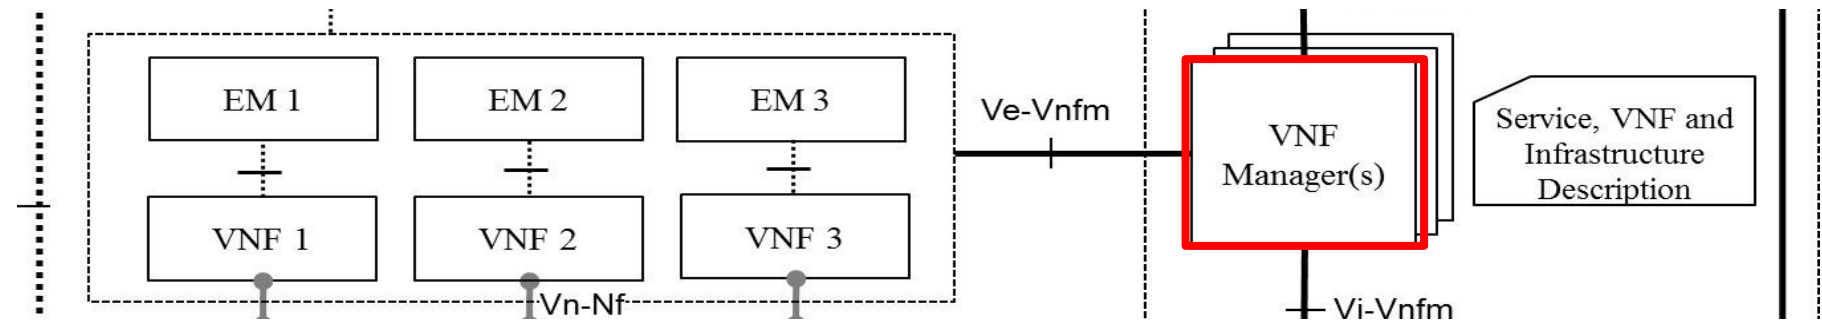 EM 1
EM 2
EM 3
Ve-Vnfm
VNF
Manager(s)
Service, VNF and
Infrastructure
Description
VNF 1
VNF 2
VNF 3
Vn-Nf
Vi-Vnfm